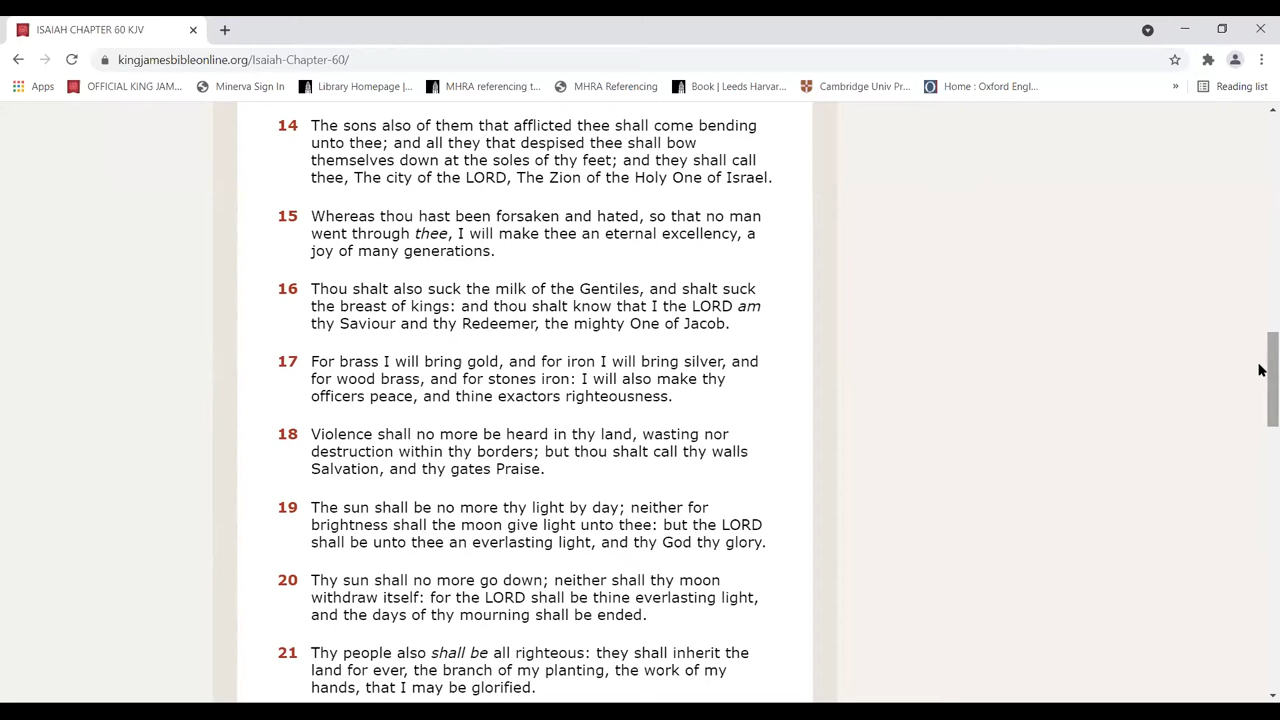 ISAIAH CHAPTER 60 KJV
kingjamesbibleonline.org/Isaiah-Chapter-60/
Apps OFFICIAL KING JAM... Minerva Sign In Library Homepage |... MHRA referencing t... MHRA Referencing Book | Leeds Harvar... Cambridge Univ Pr... Home : Oxford Engl... » Reading list
14 The sons also of them that afflicted thee shall come bending
unto thee; and all they that despised thee shall bow
themselves down at the soles of thy feet; and they shall call
thee, The city of the LORD, The Zion of the Holy One of Israel.
15 Whereas thou hast been forsaken and hated, so that no man
went through thee, I will make thee an eternal excellency, a
joy of many generations.
16 Thou shalt also suck the milk of the Gentiles, and shalt suck
the breast of kings: and thou shalt know that I the LORD am
thy Saviour and thy Redeemer, the mighty One of Jacob.
17 For brass I will bring gold, and for iron I will bring silver, and
for wood brass, and for stones iron: I will also make thy
officers peace, and thine exactors righteousness.
18 Violence shall no more be heard in thy land, wasting nor
destruction within thy borders; but thou shalt call thy walls
Salvation, and thy gates Praise.
19 The sun shall be no more thy light by day; neither for
brightness shall the moon give light unto thee: but the LORD
shall be unto thee an everlasting light, and thy God thy glory.
20 Thy sun shall no more go down; neither shall thy moon
withdraw itself: for the LORD shall be thine everlasting light,
and the days of thy mourning shall be ended.
21 Thy people also shall be all righteous: they shall inherit the
land for ever, the branch of my planting, the work of my
hands, that I may be glorified.